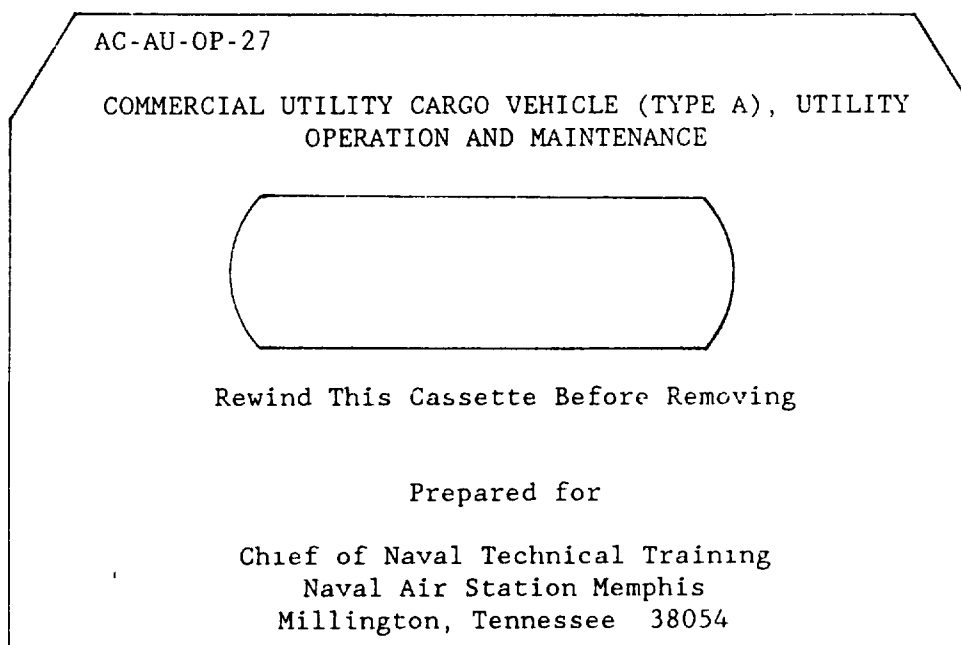 AC-AU-OP-27
COMMERCIAL UTILITY CARGO VEHICLE (TYPE A), UTILITY
OPERATION AND MAINTENANCE
Rewind This Cassette Before Removing
Prepared for
Chief of Naval Technical Training
Naval Air Station Memphis
Millington, Tennessee 38054